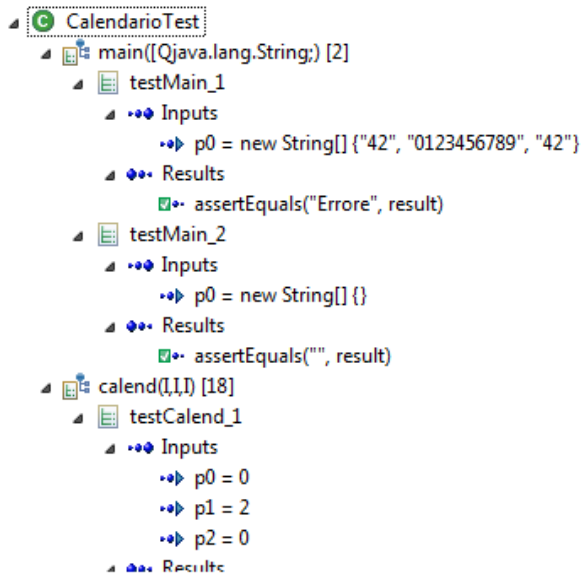 CalendarioTest
main([Qjava.lang.String;) [2]
testMain_1
Inputs
p0 = new String[] {"42", "0123456789", "42"}
Results
assertEquals("Errore", result)
testMain_2
Inputs
p0 = new String[] {}
Results
assertEquals("", result)
calend(I,I,I) [18]
testCalend_1
Inputs
p0 = 0
p1 = 2
p2 = 0
Results